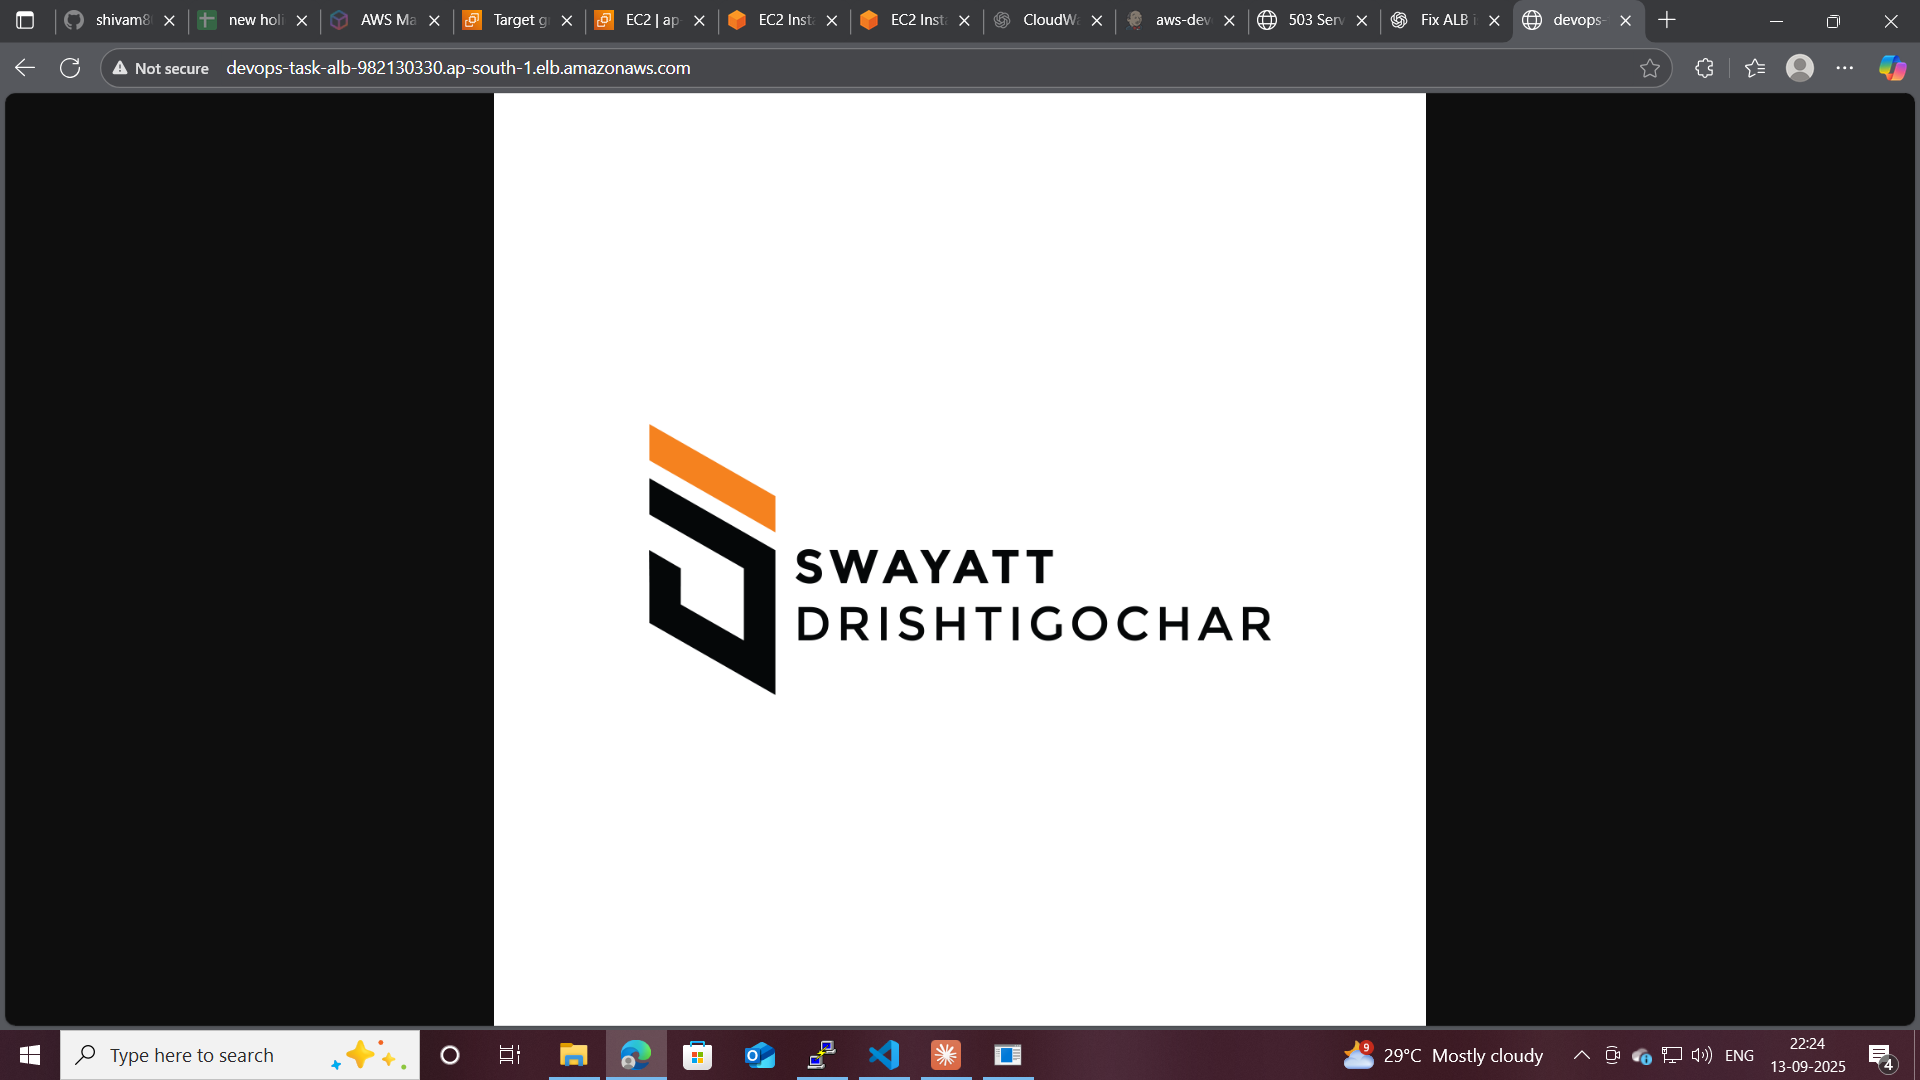 shivam8
new holi
AWS Ma
Target g
EC2 | ap-
EC2 Insta
EC2 Insta
CloudWa
aws-dev
503 Serv
Fix ALB i
devops-
Not secure
devops-task-alb-982130330.ap-south-1.elb.amazonaws.com
SWAYATT
DRISHTIGOCHAR
Type here to search
9
29°C Mostly cloudy
ENG
22:24
13-09-2025
4